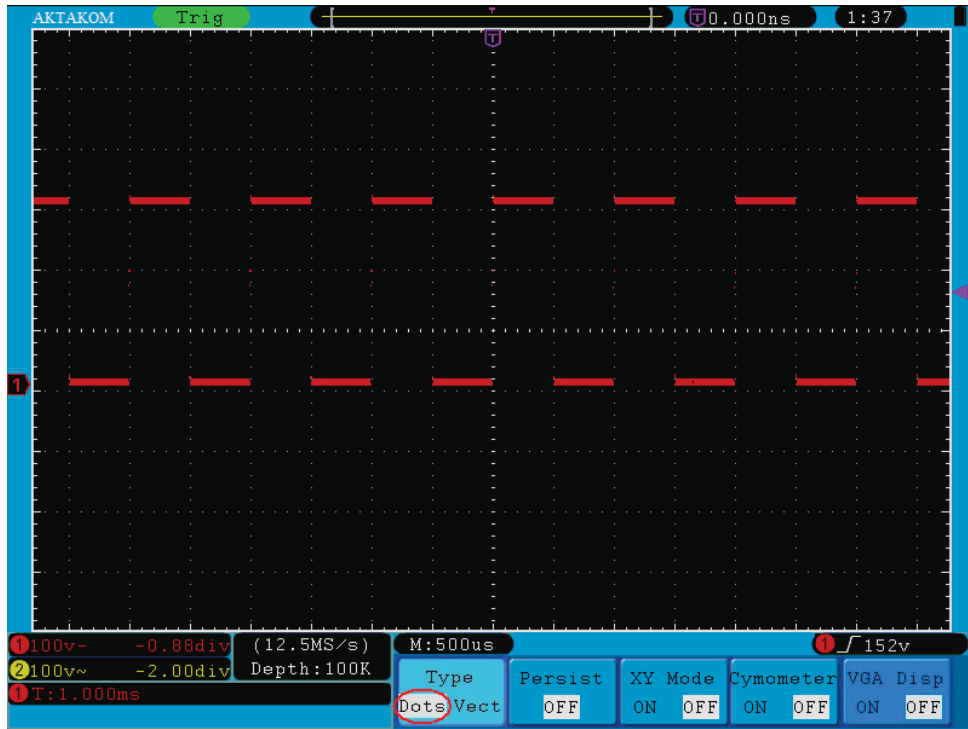 AKTAKOM Trig T T 0.000ns 1:37
T
1
1 100v- -0.88div (12.5MS/s) M:500us 1 152v
2 100v~ -2.00div Depth:100K
1 T:1.000ms
Type Persist XY Mode Cymometer VGA Disp
Dots Vect OFF ON OFF ON OFF ON OFF